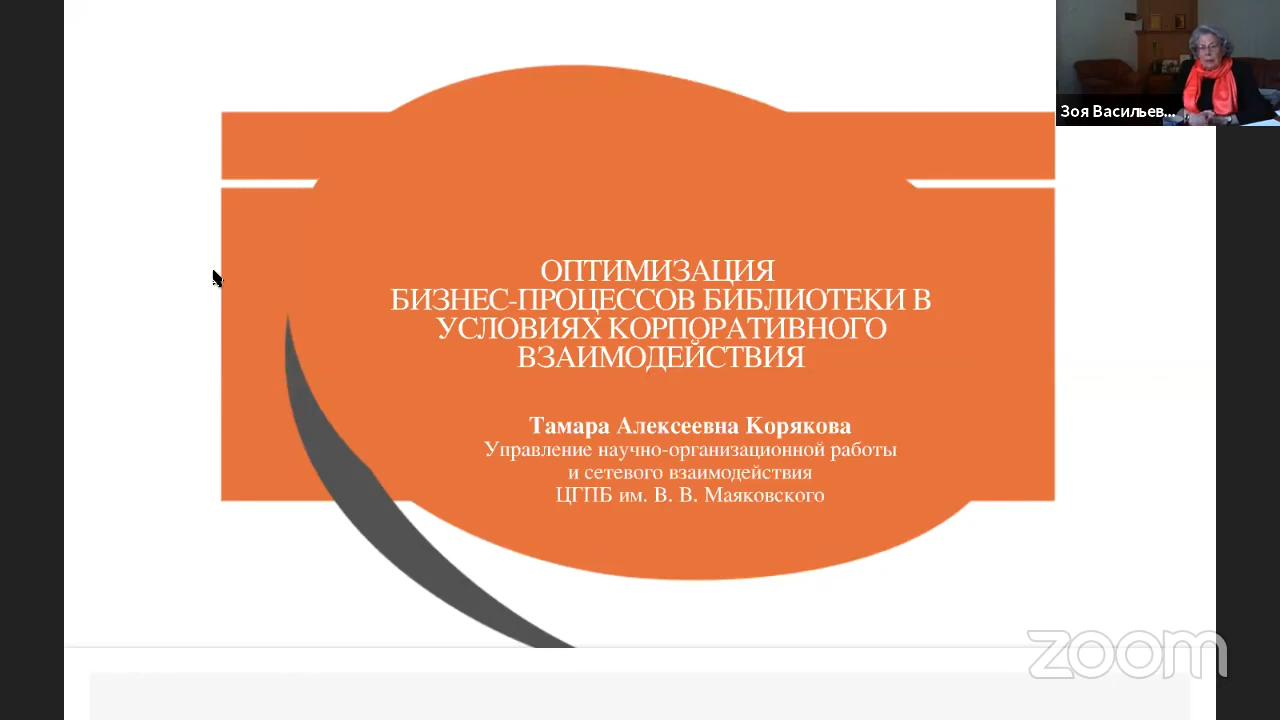 Зоя Васильев...
ОПТИМИЗАЦИЯ
БИЗНЕС-ПРОЦЕССОВ БИБЛИОТЕКИ В
УСЛОВИЯХ КОРПОРАТИВНОГО
ВЗАИМОДЕЙСТВИЯ
Тамара Алексеевна Корякова
Управление научно-организационной работы
и сетевого взаимодействия
ЦГПБ им. В. В. Маяковского
zoom